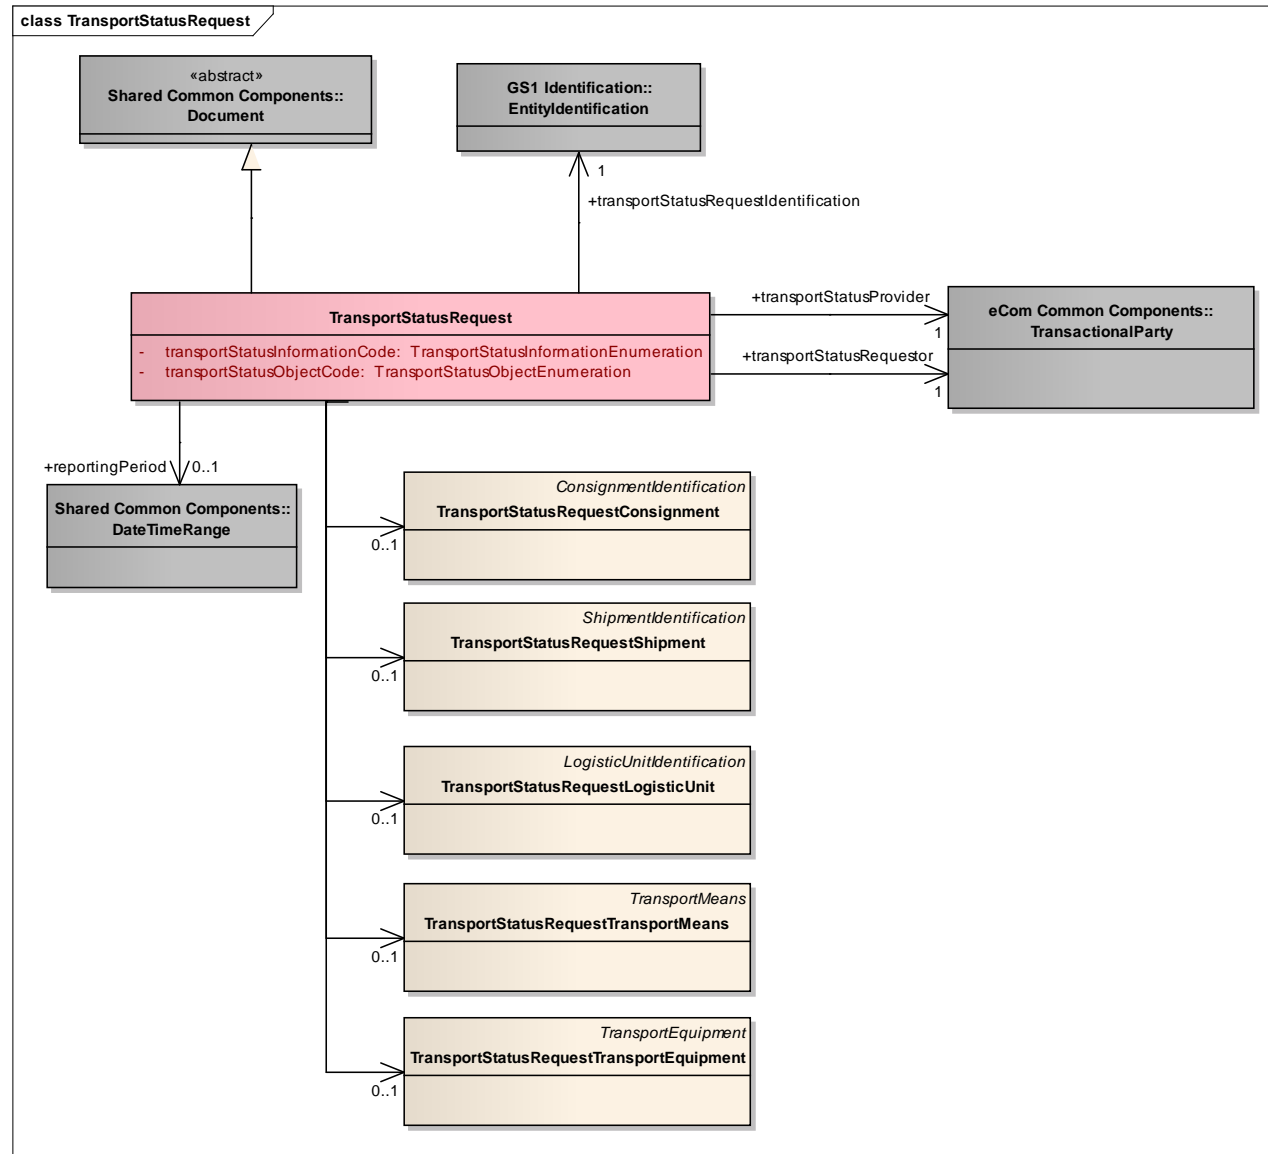 class TransportStatusRequest
«abstract»
Shared Common Components::
Document
GS1 Identification::
EntityIdentification
1
+transportStatusRequestIdentification
TransportStatusRequest
- transportStatusInformationCode: TransportStatusInformationEnumeration
- transportStatusObjectCode: TransportStatusObjectEnumeration
+transportStatusProvider
1
+transportStatusRequestor
1
eCom Common Components::
TransactionalParty
+reportingPeriod
0..1
Shared Common Components::
DateTimeRange
ConsignmentIdentification
TransportStatusRequestConsignment
0..1
ShipmentIdentification
TransportStatusRequestShipment
0..1
LogisticUnitIdentification
TransportStatusRequestLogisticUnit
0..1
TransportMeans
TransportStatusRequestTransportMeans
0..1
TransportEquipment
TransportStatusRequestTransportEquipment
0..1